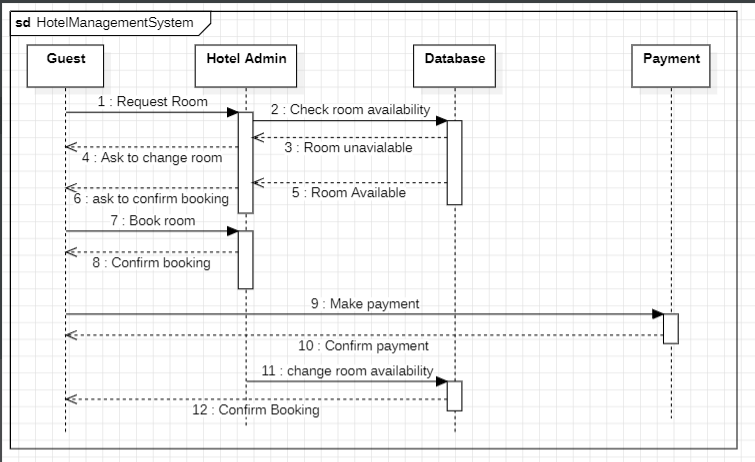 sd HotelManagementSystem
Guest
Hotel Admin
Database
Payment
1 : Request Room
2 : Check room availability
3 : Room unavialable
4 : Ask to change room
5 : Room Available
6 : ask to confirm booking
7 : Book room
8 : Confirm booking
9 : Make payment
10 : Confirm payment
11 : change room availability
12 : Confirm Booking